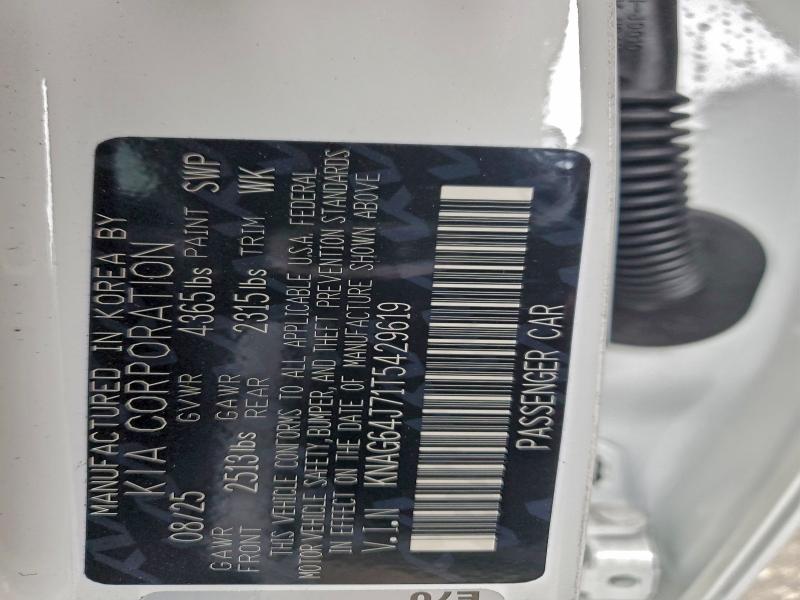 MANUFACTURED IN KOREA BY
KIA CORPORATION
08/25 GVWR 4365lbs PAINT SWP
GAWR FRONT 2513lbs GAWR REAR 2315lbs TRIM WK
THIS VEHICLE CONFORMS TO ALL APPLICABLE U.S.A. FEDERAL
MOTOR VEHICLE SAFETY, BUMPER, AND THEFT PREVENTION STANDARDS
IN EFFECT ON THE DATE OF MANUFACTURE SHOWN ABOVE
V.I.N KNAG64J71T5429619
PASSENGER CAR